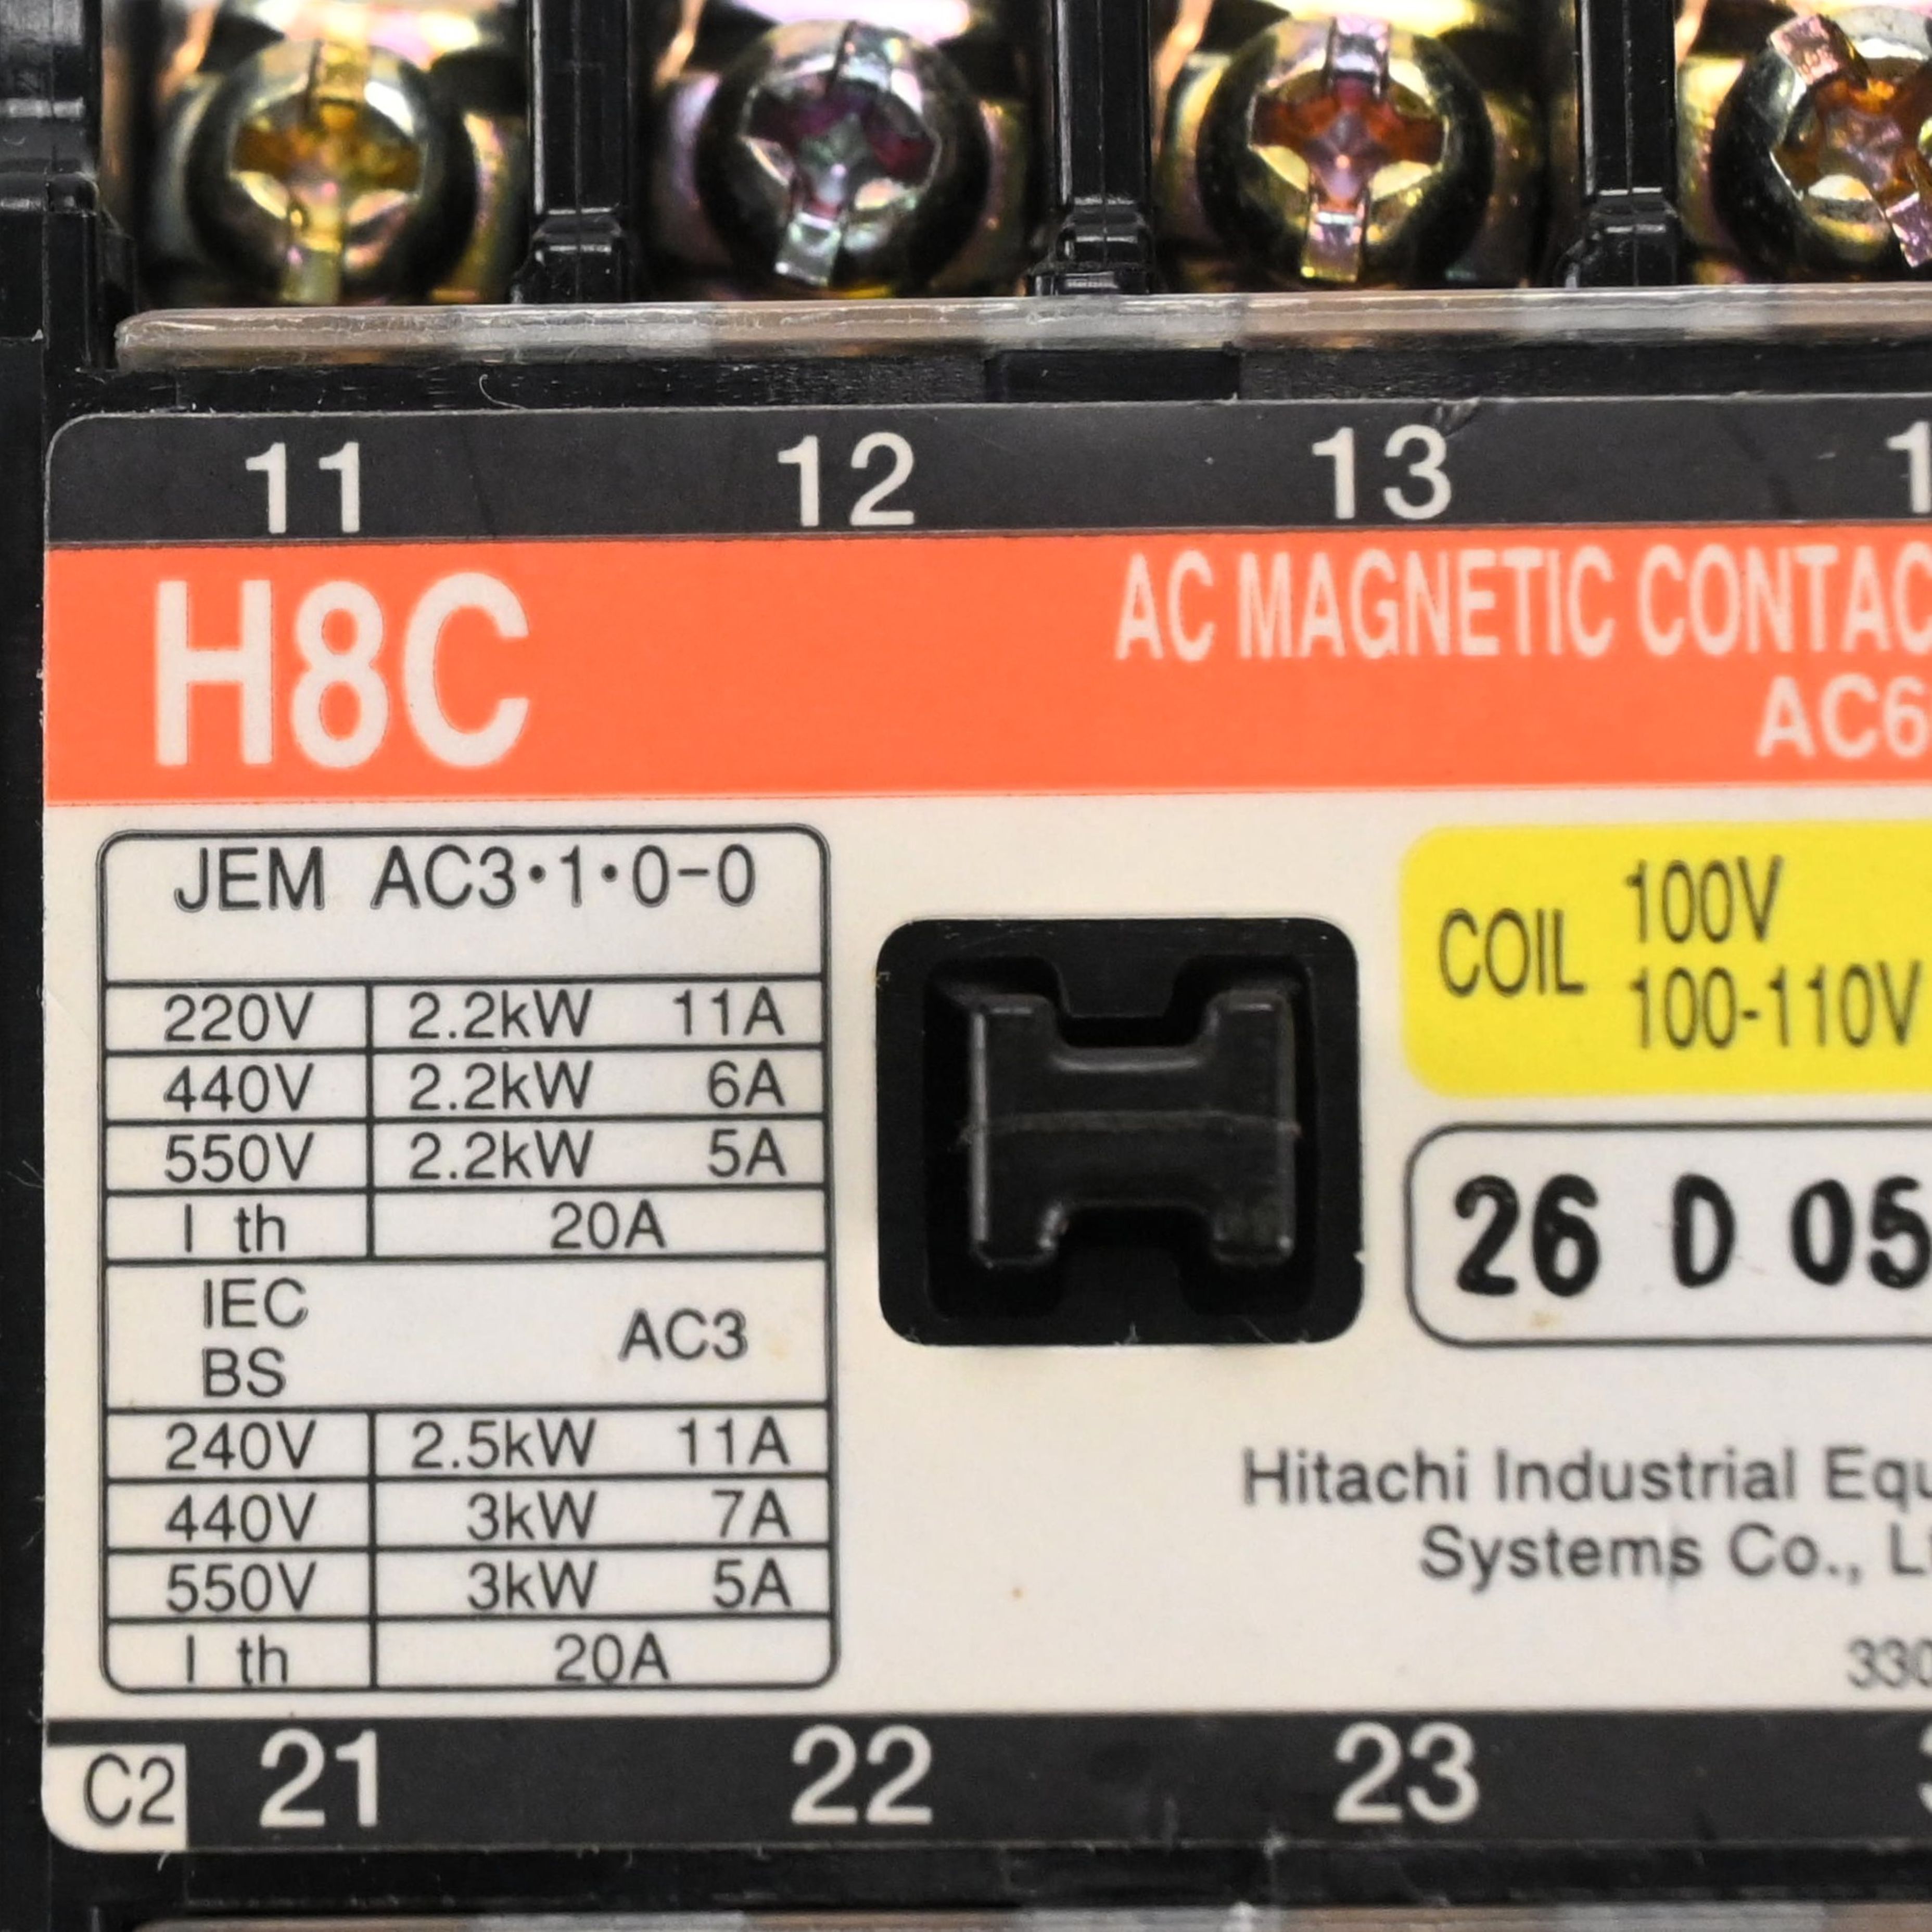 11 12 13
H8C AC MAGNETIC
AC6
JEM AC3·1·0-0
220V 2.2kW 11A
440V 2.2kW 6A
550V 2.2kW 5A
I th 20A
IEC
BS
AC3
240V 2.5kW 11A
440V 3kW 7A
550V 3kW 5A
I th 20A
COIL
100V
100-110V
26 D 05
Hitachi Industrial
Systems Co.,
330
C2 21 22 23